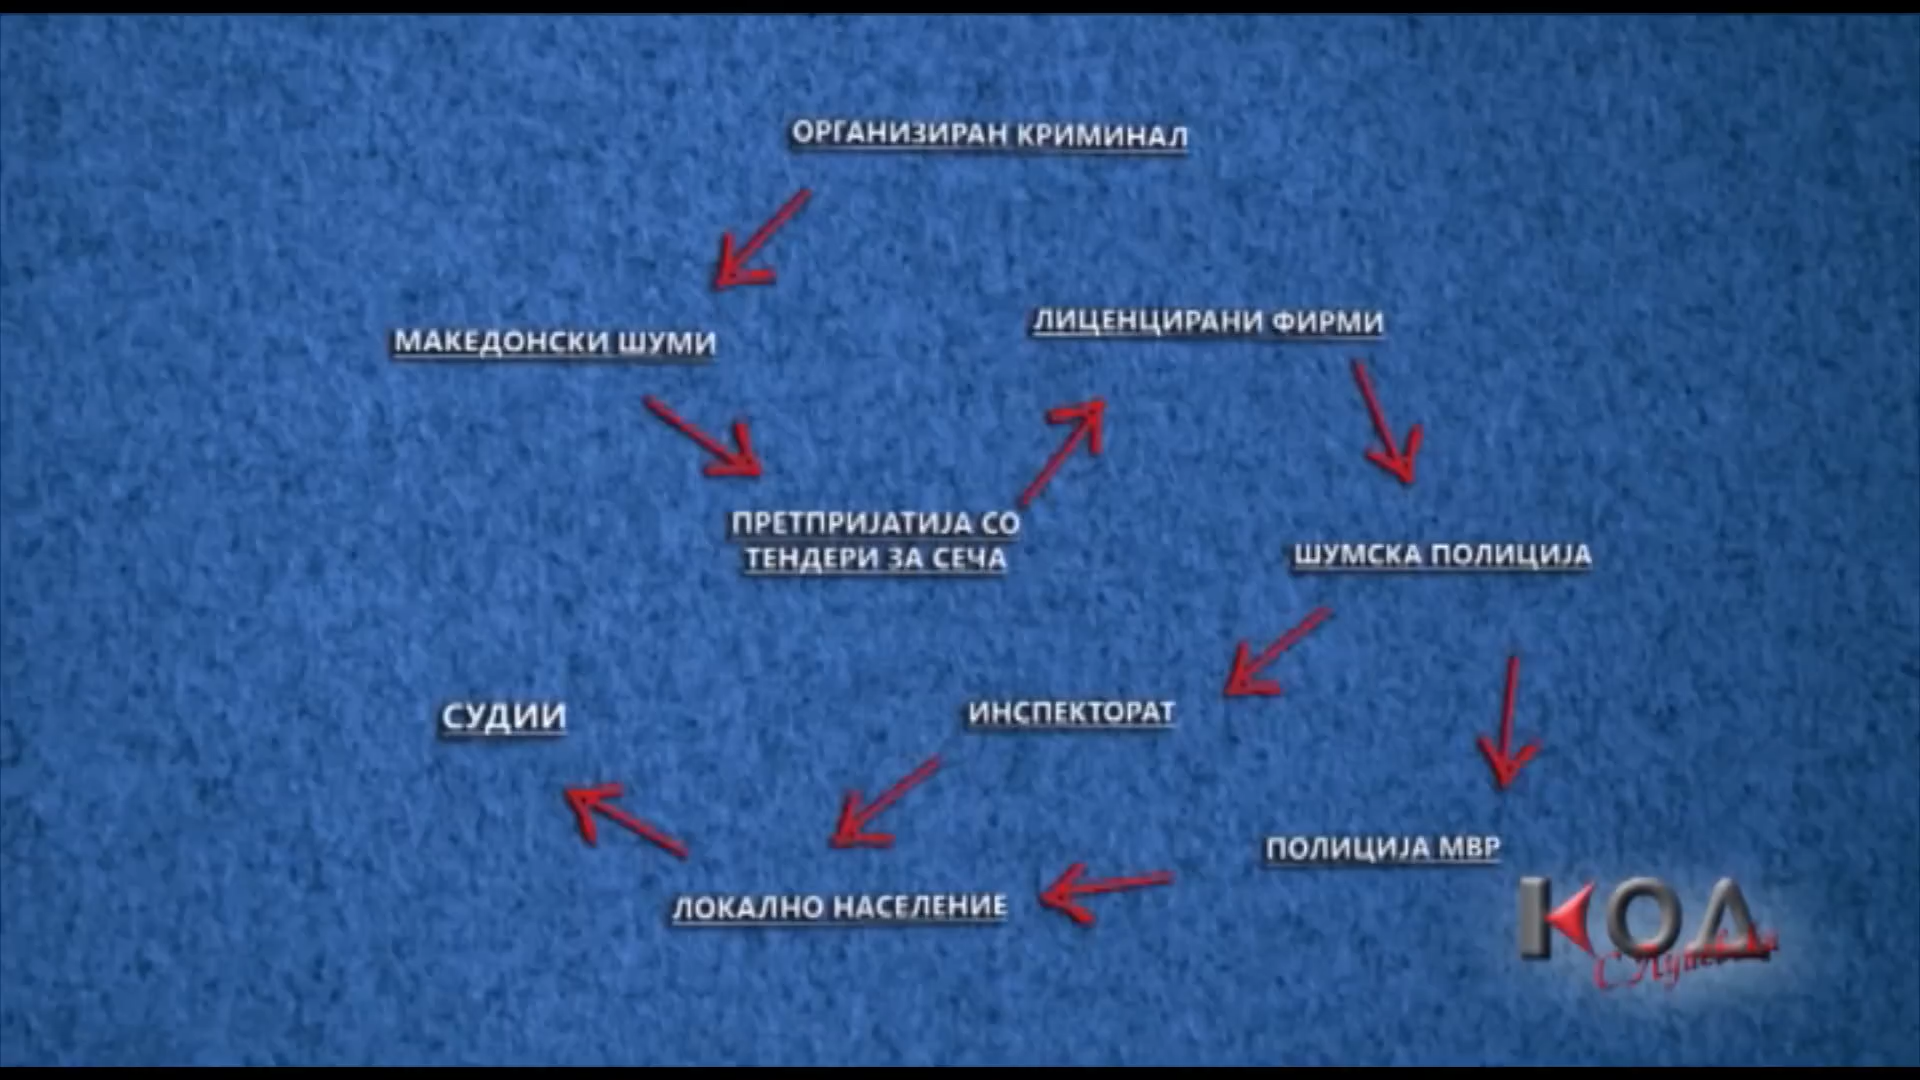 ОРГАНИЗИРАН КРИМИНАЛ
ЛИЦЕНЦИРАНИ ФИРМИ
МАКЕДОНСКИ ШУМИ
ПРЕТПРИЈАТИЈА СО
ТЕНДЕРИ ЗА СЕЧА
ШУМСКА ПОЛИЦИЈА
СУДИИ
ИНСПЕКТОРАТ
ПОЛИЦИЈА МВР
ЛОКАЛНО НАСЕЛЕНИЕ
КОД